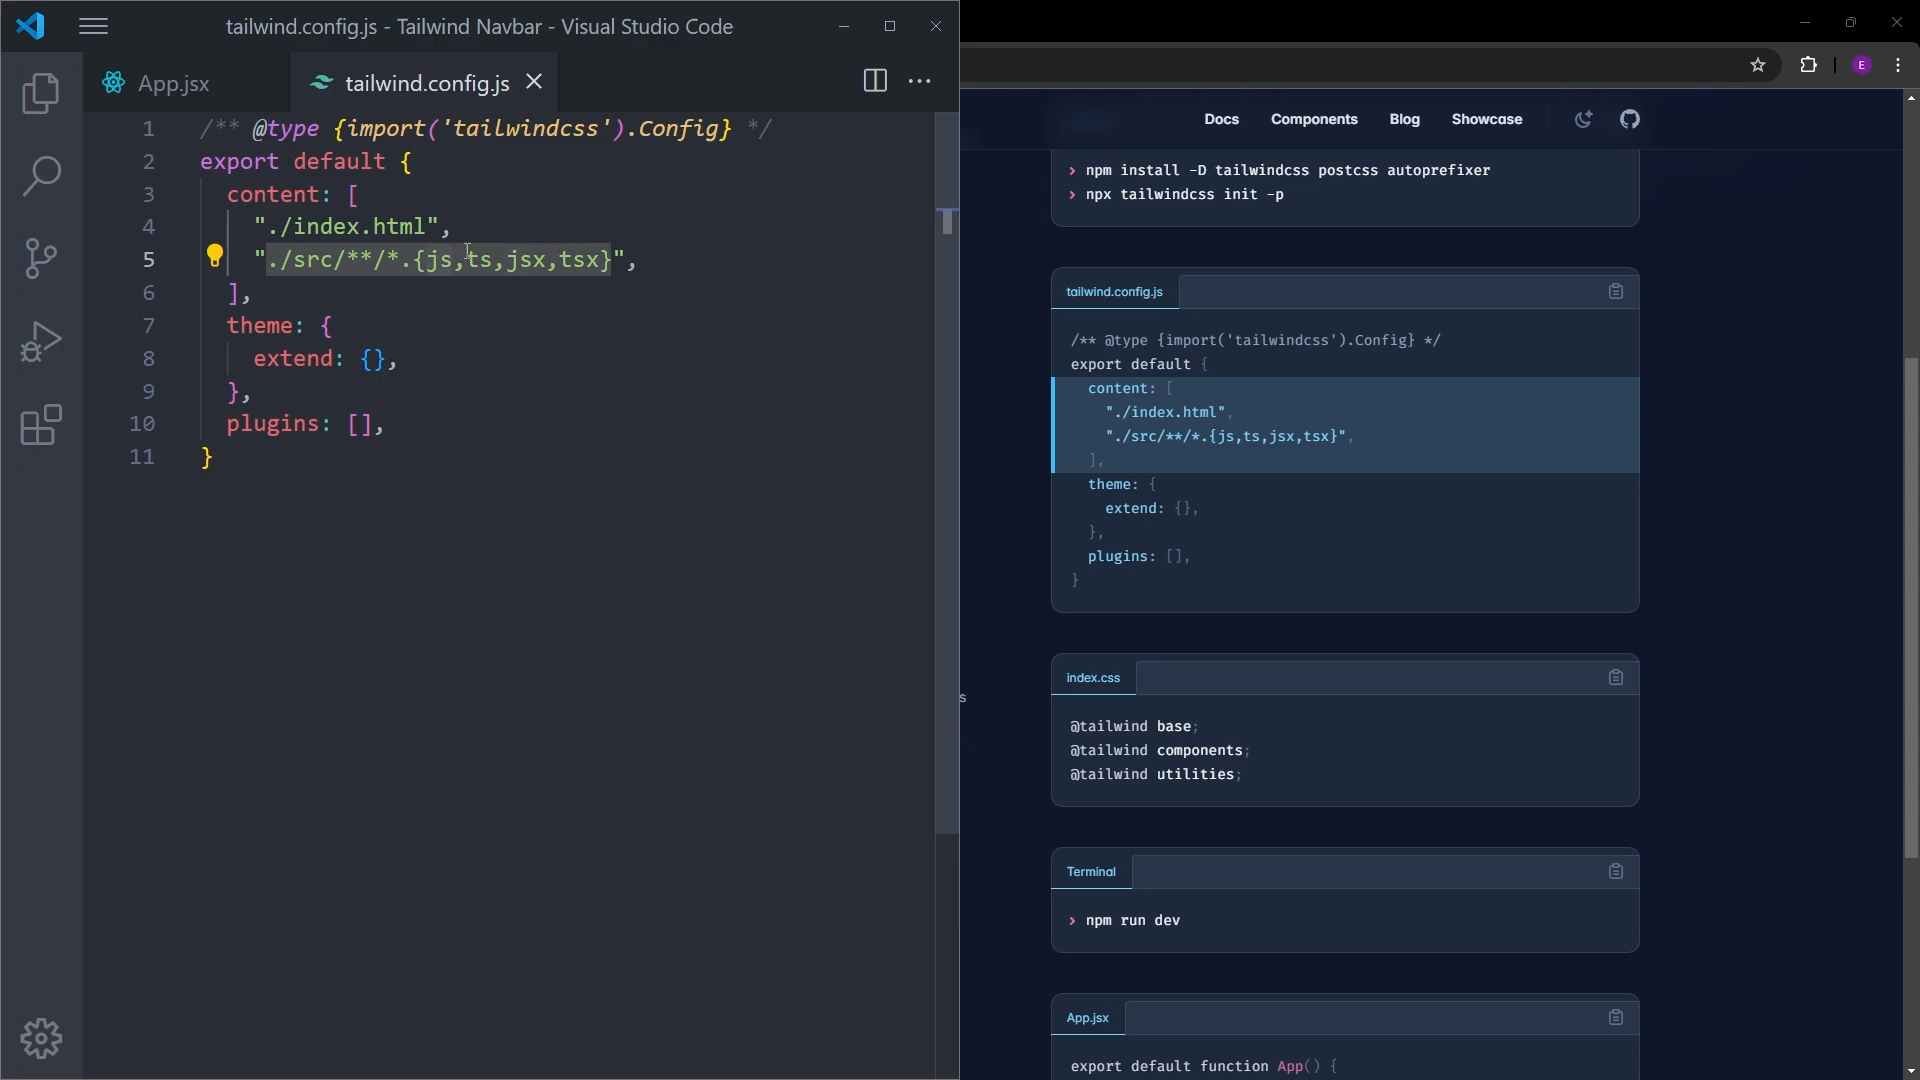 tailwind.config.js - Tailwind Navbar - Visual Studio Code
App.jsx
tailwind.config.js
1 /** @type {import('tailwindcss').Config} */
2 export default {
3 content: [
4 "./index.html",
5 "./src/**/*.{js,ts,jsx,tsx}",
6 ],
7 theme: {
8 extend: {},
9 },
10 plugins: [],
11 }
E
Docs Components Blog Showcase
> npm install -D tailwindcss postcss autoprefixer
> npx tailwindcss init -p
tailwind.config.js
/** @type {import('tailwindcss').Config} */
export default {
content: [
"./index.html",
"./src/**/*.{js,ts,jsx,tsx}",
],
theme: {
extend: {},
},
plugins: [],
}
s
index.css
@tailwind base;
@tailwind components;
@tailwind utilities;
Terminal
> npm run dev
App.jsx
export default function App() {